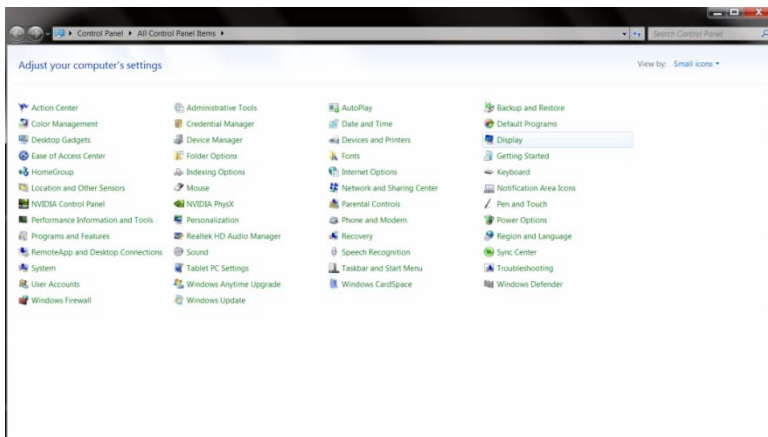 Control Panel ▸ All Control Panel Items ▸ Search Control Panel
Adjust your computer's settings View by: Small icons
Action Center Administrative Tools AutoPlay Backup and Restore
Color Management Credential Manager Date and Time Default Programs
Desktop Gadgets Device Manager Devices and Printers Display
Ease of Access Center Folder Options Fonts Getting Started
HomeGroup Indexing Options Internet Options Keyboard
Location and Other Sensors Mouse Network and Sharing Center Notification Area Icons
NVIDIA Control Panel NVIDIA PhysX Parental Controls Pen and Touch
Performance Information and Tools Personalization Phone and Modem Power Options
Programs and Features Realtek HD Audio Manager Recovery Region and Language
RemoteApp and Desktop Connections Sound Speech Recognition Sync Center
System Tablet PC Settings Taskbar and Start Menu Troubleshooting
User Accounts Windows Anytime Upgrade Windows CardSpace Windows Defender
Windows Firewall Windows Update